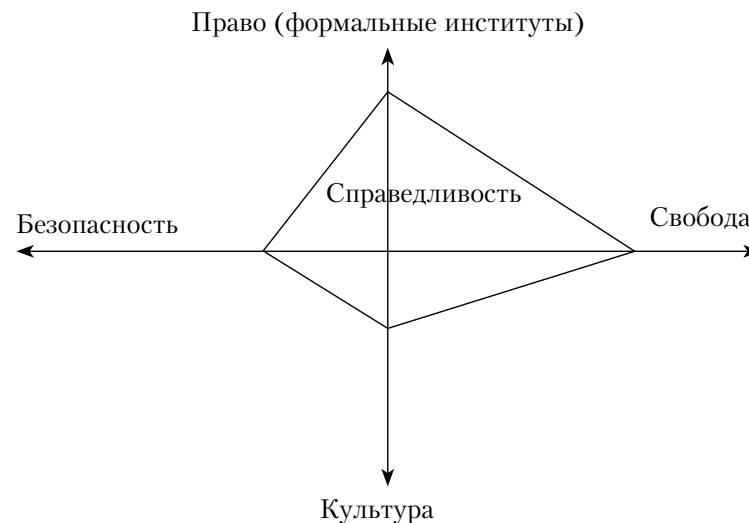 Право (формальные институты)
Справедливость
Безопасность
Свобода
Культура